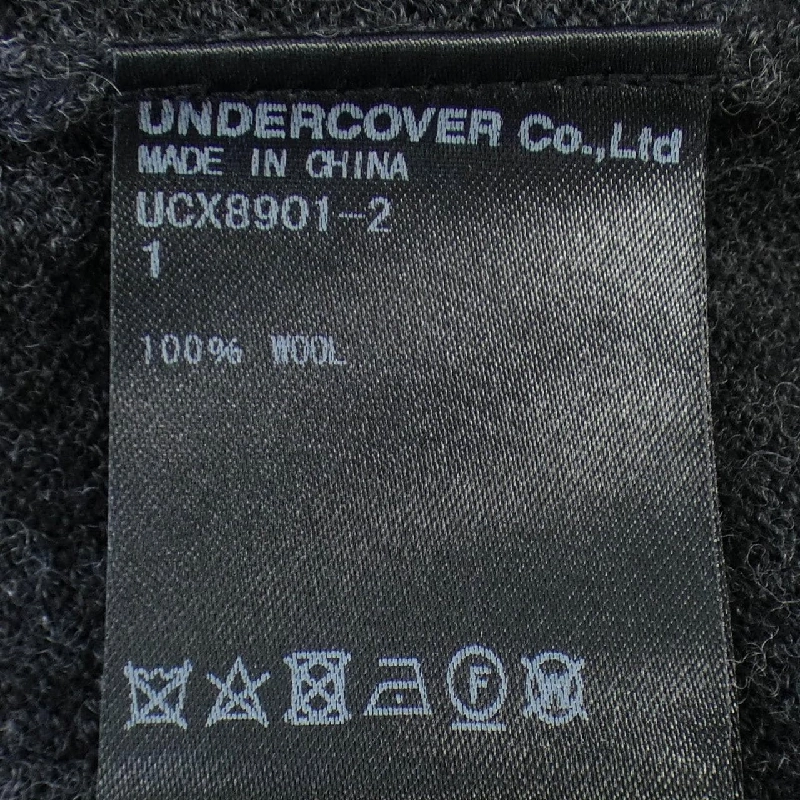 UNDERCOVER Co.,Ltd
MADE IN CHINA
UCX8901-2
1
100% WOOL
F W